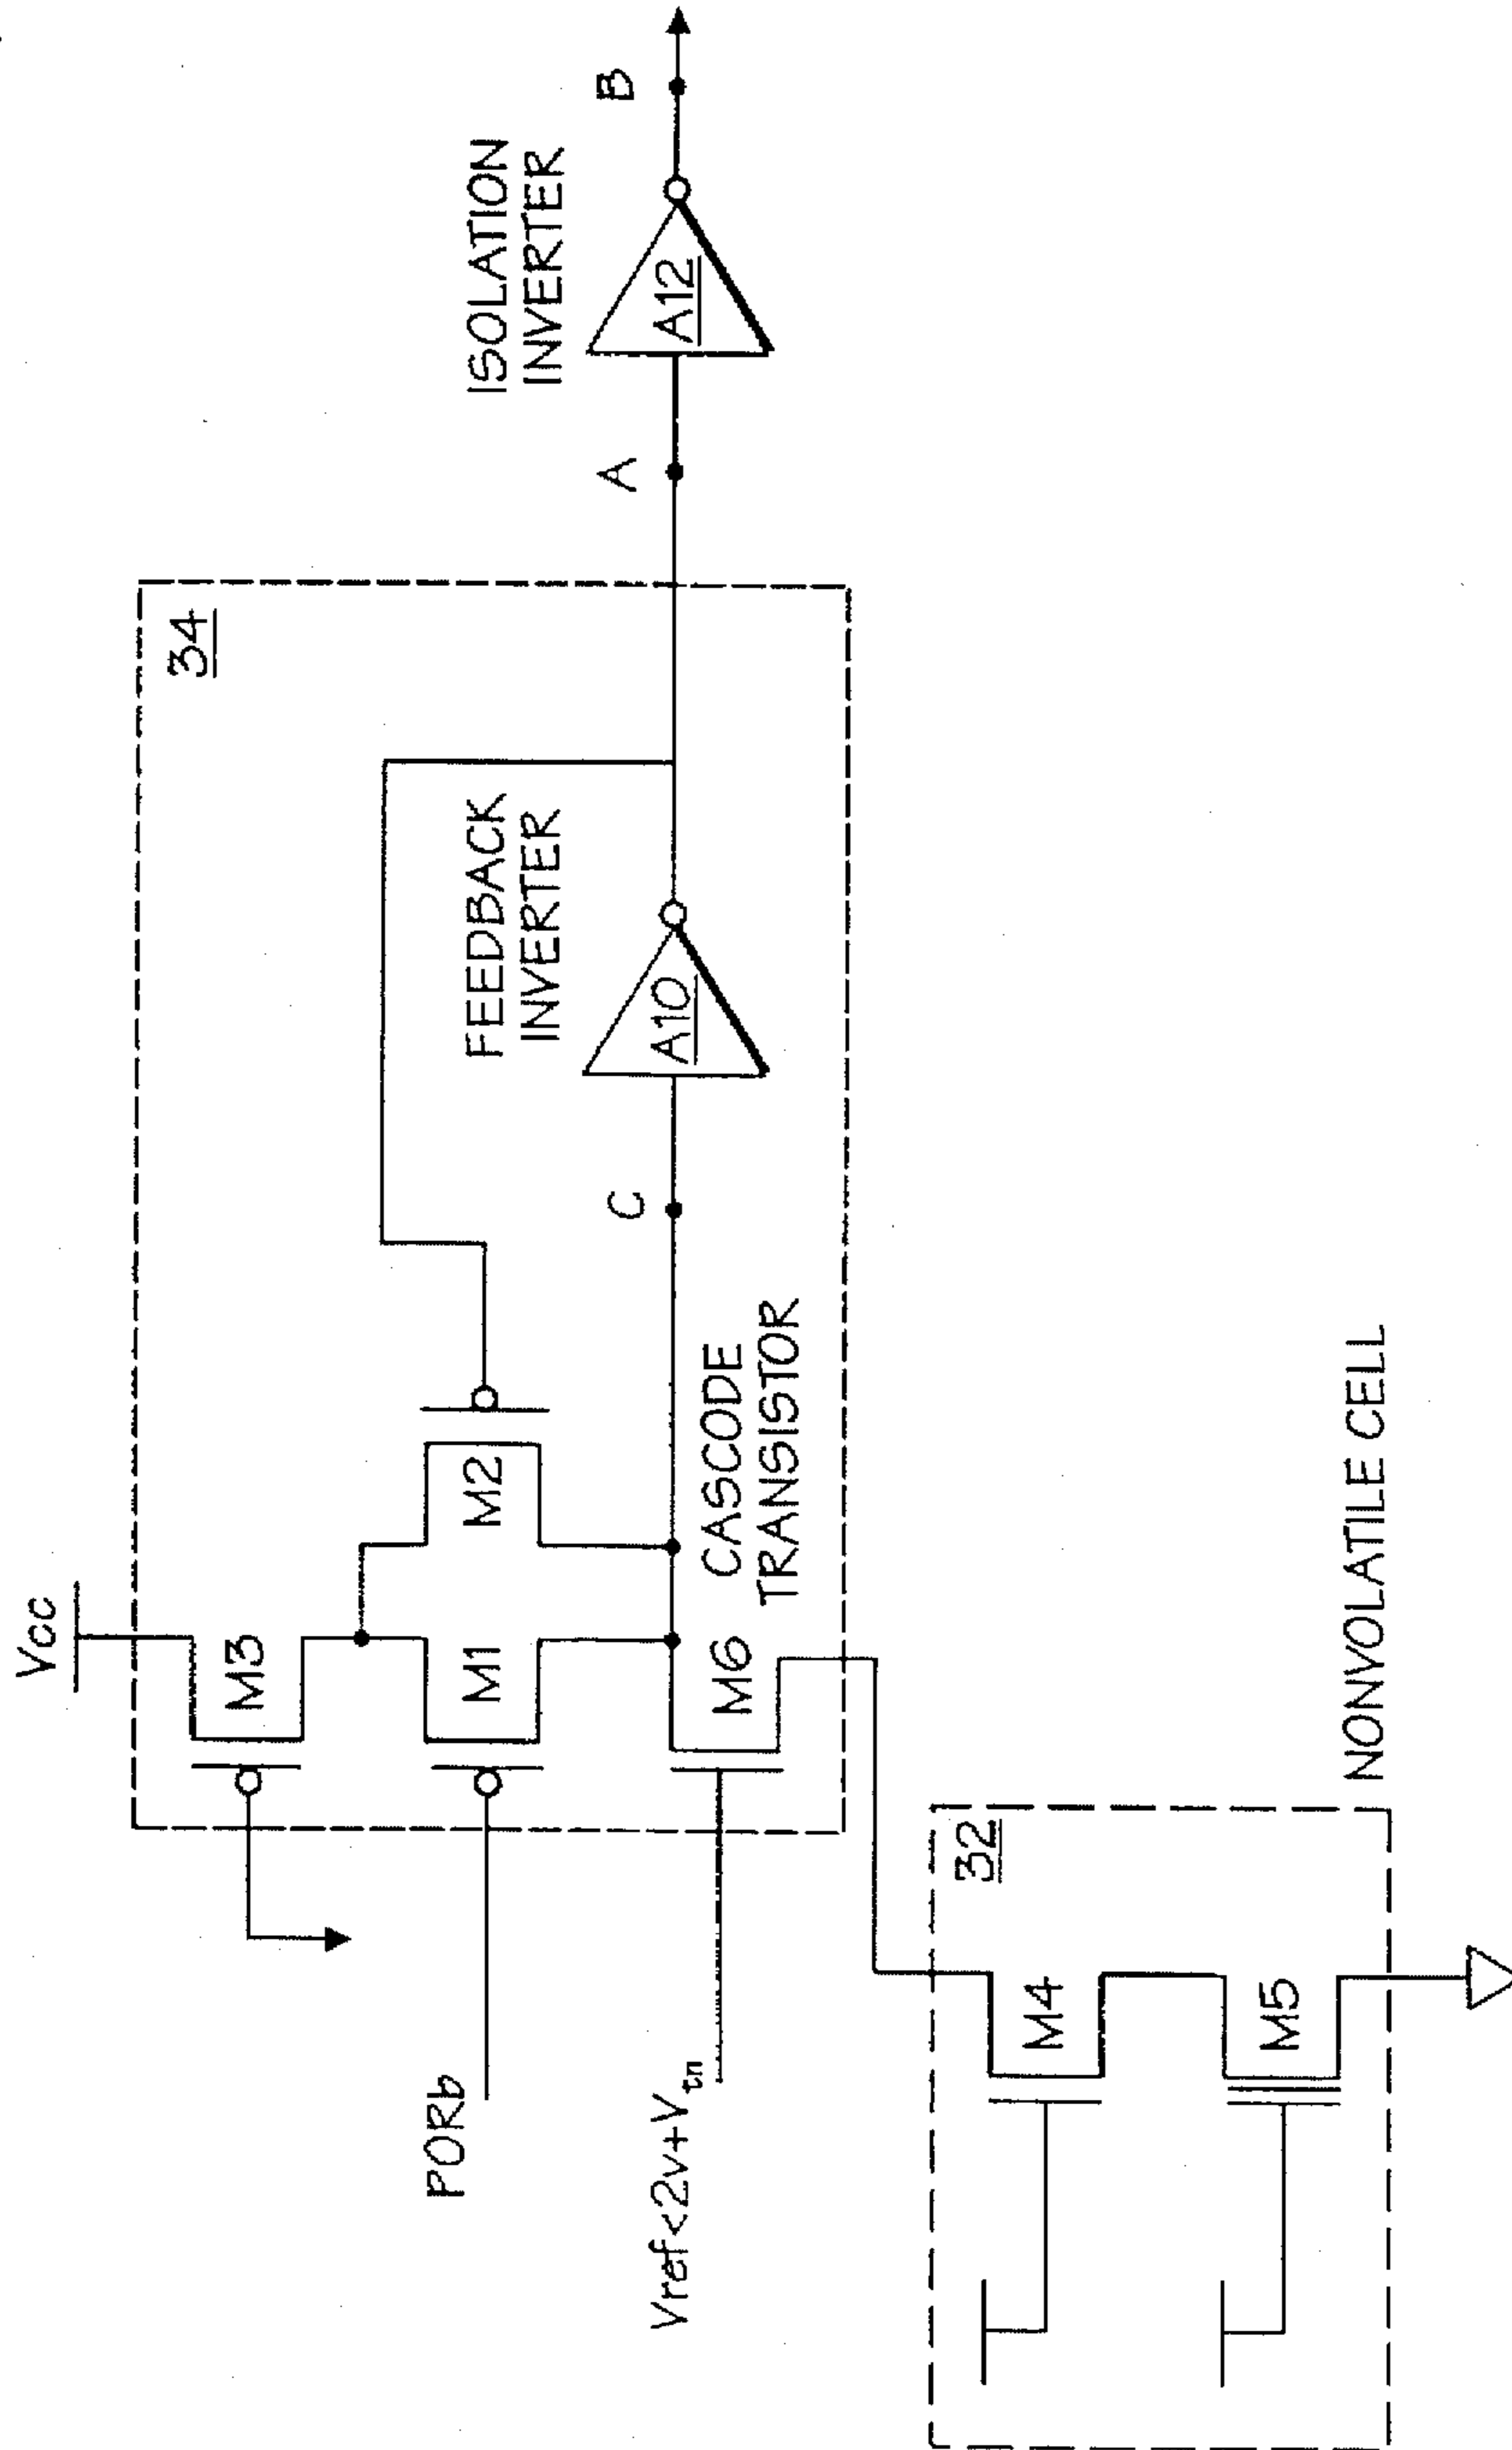 Vcc
34
M3
M1
M2
M6
PORb
Vref<2v+Vtn
CASCODE
TRANSISTOR
C
FEEDBACK
INVERTER
A10
A
ISOLATION
INVERTER
A12
B
32
M4
M5
NONVOLATILE CELL